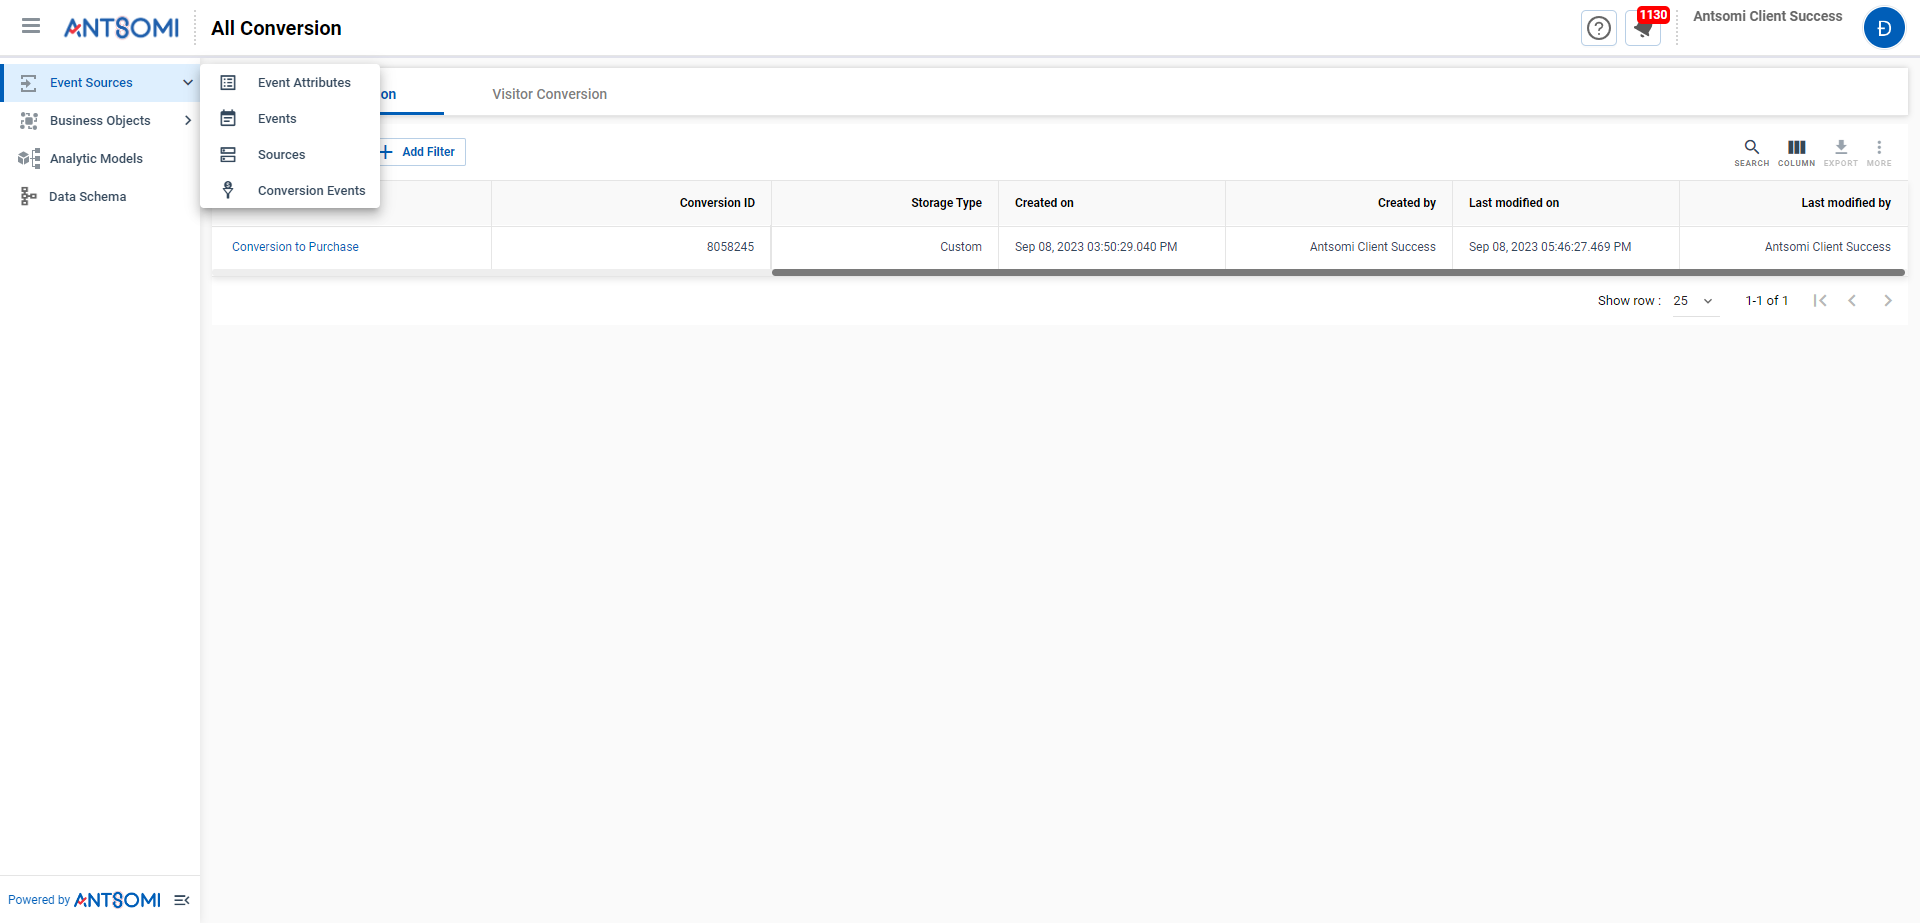 ANTSOMI
All Conversion
1130
Antsomi Client Success
Đ
Event Sources
Business Objects
Analytic Models
Data Schema
Event Attributes
Events
Sources
Conversion Events
on
Visitor Conversion
Add Filter
SEARCH
COLUMN
EXPORT
MORE
Conversion ID
Storage Type
Created on
Created by
Last modified on
Last modified by
Conversion to Purchase
8058245
Custom
Sep 08, 2023 03:50:29.040 PM
Antsomi Client Success
Sep 08, 2023 05:46:27.469 PM
Antsomi Client Success
Show row :
25
1-1 of 1
Powered by ANTSOMI